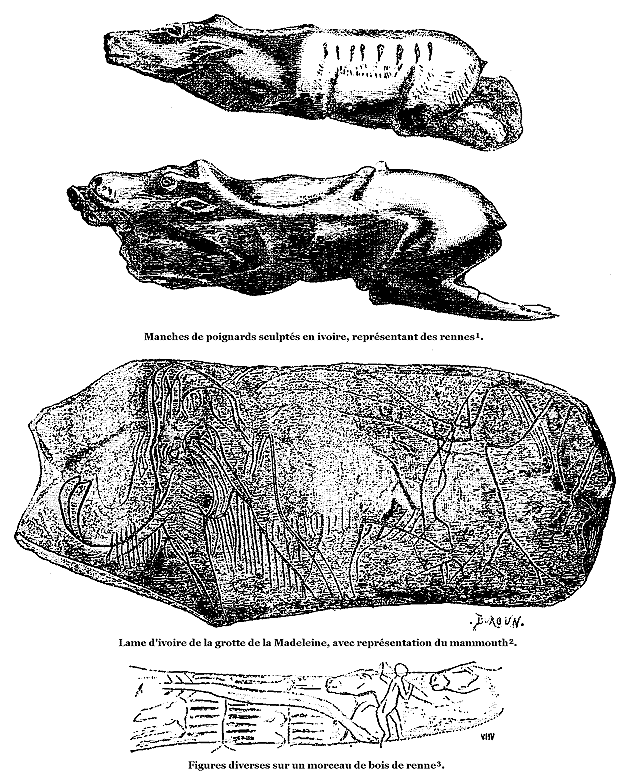 Manches de poignards sculptés en ivoire, représentant des rennes¹.
Lame d'ivoire de la grotte de la Madeleine, avec représentation du mammouth².
Figures diverses sur un morceau de bois de renne³.